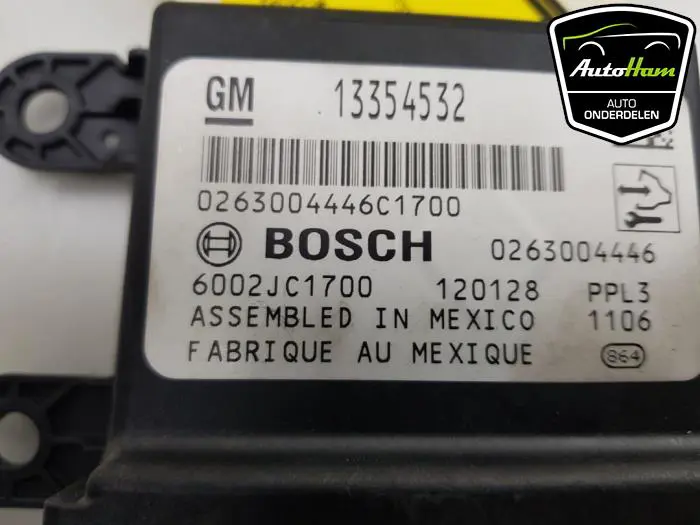 AutoHam
AUTO
ONDERDELEN
GM 13354532
0263004446C1700
BOSCH 0263004446
6002JC1700 120128 PPL3
ASSEMBLED IN MEXICO 1106
FABRIQUE AU MEXIQUE 864